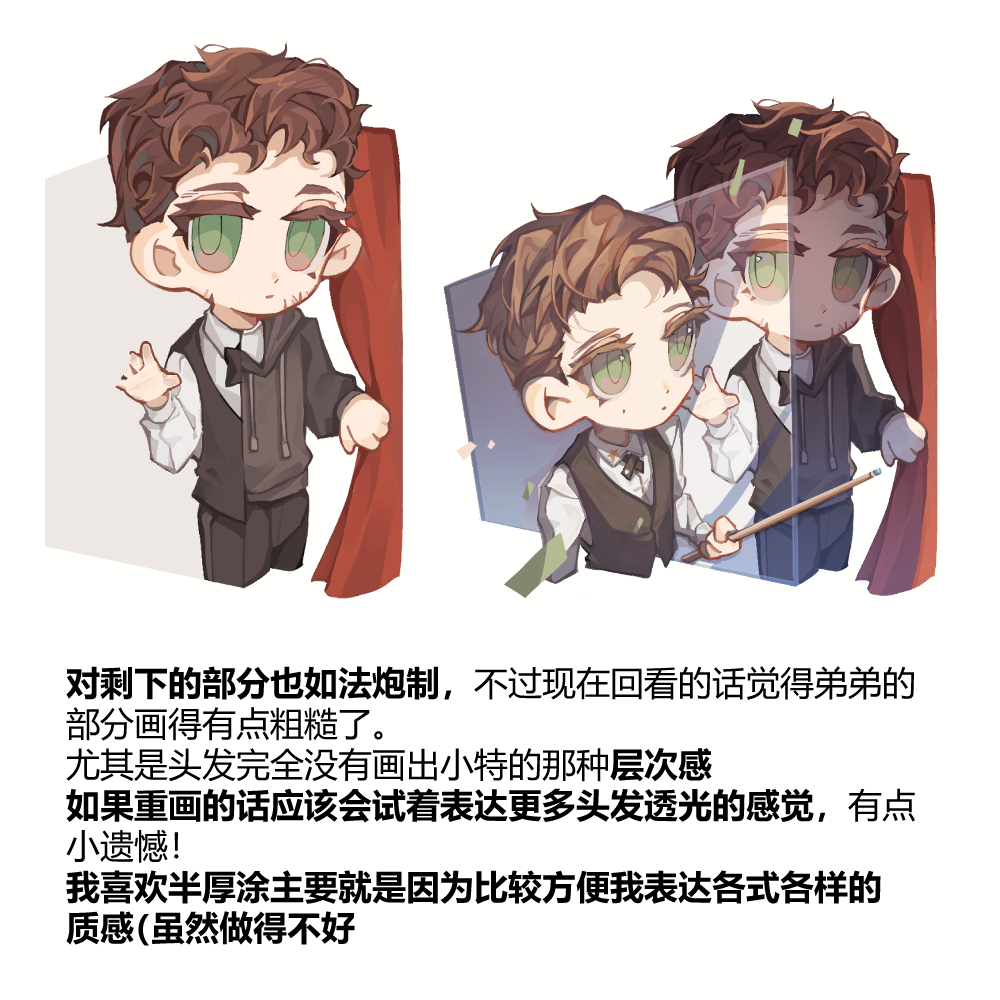 对剩下的部分也如法炮制，不过现在回看的话觉得弟弟的
部分画得有点粗糙了。
尤其是头发完全没有画出小特的那种层次感
如果重画的话应该会试着表达更多头发透光的感觉，有点
小遗憾！
我喜欢半厚涂主要就是因为比较方便我表达各式各样的
质感(虽然做得不好